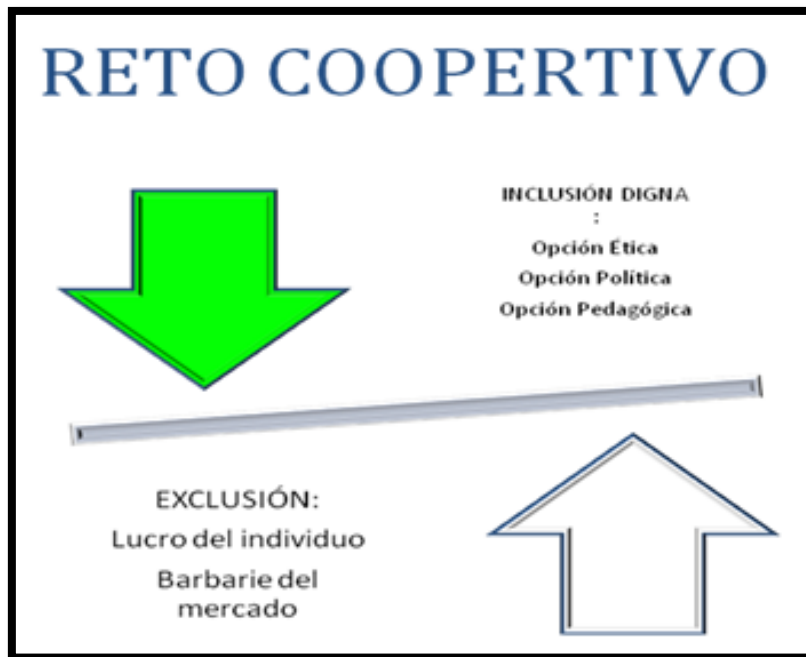 RETO COOPERTIVO
INCLUSIÓN DIGNA
:
Opción Ética
Opción Política
Opción Pedagógica
EXCLUSIÓN:
Lucro del individuo
Barbarie del
mercado